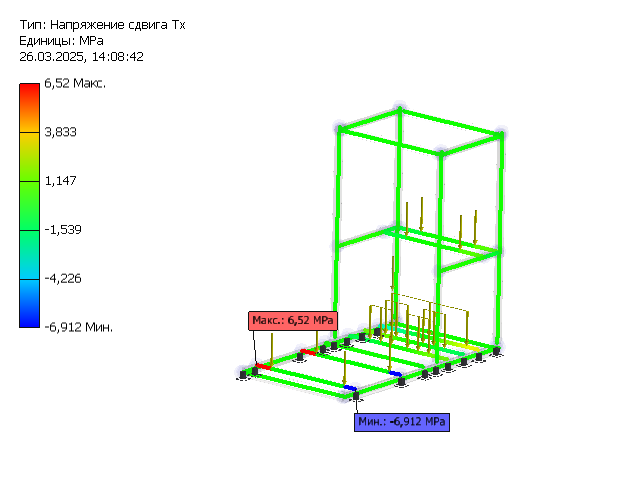 Тип: Напряжение сдвига Tx
Единицы: MPa
26.03.2025, 14:08:42
6,52 Макс.
3,833
1,147
-1,539
-4,226
-6,912 Мин.
Макс.: 6,52 MPa
Мин.: -6,912 MPa